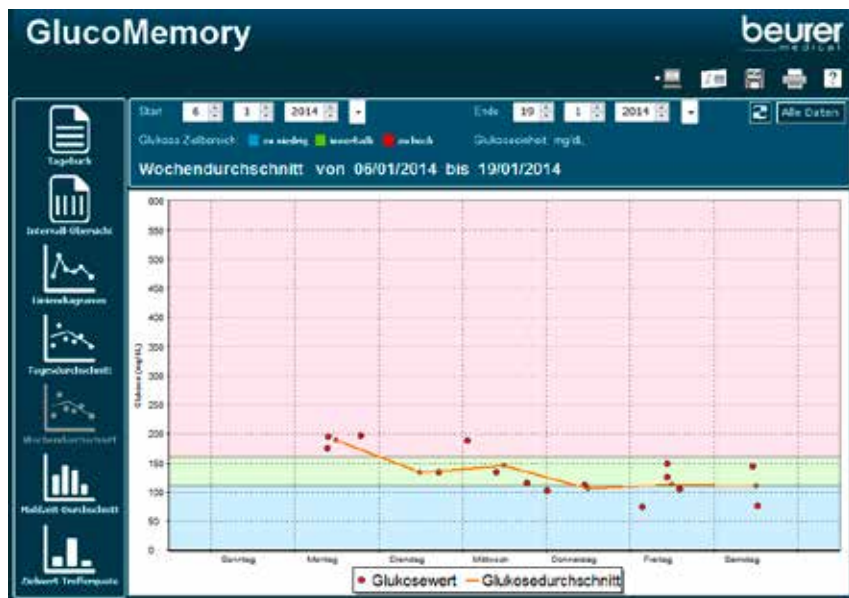 GlucoMemory
beurer
medical
Start 6 1 2014 Ende 19 1 2014 Alle Daten
Glukose Zielbereich: zu niedrig innerhalb zu hoch Glukoseeinheit: mg/dL
Wochendurchschnitt von 06/01/2014 bis 19/01/2014
Tagebuch
Intervall-Übersicht
Liniendiagramm
Tagesdurchschnitt
Wochendurchschnitt
Mahlzeit-Durchschnitt
Zielwert-Trefferquote
Glukose (mg/dL)
600
550
500
450
400
350
300
250
200
150
100
50
0
Sonntag Montag Dienstag Mittwoch Donnerstag Freitag Samstag
Glukosewert Glukosedurchschnitt